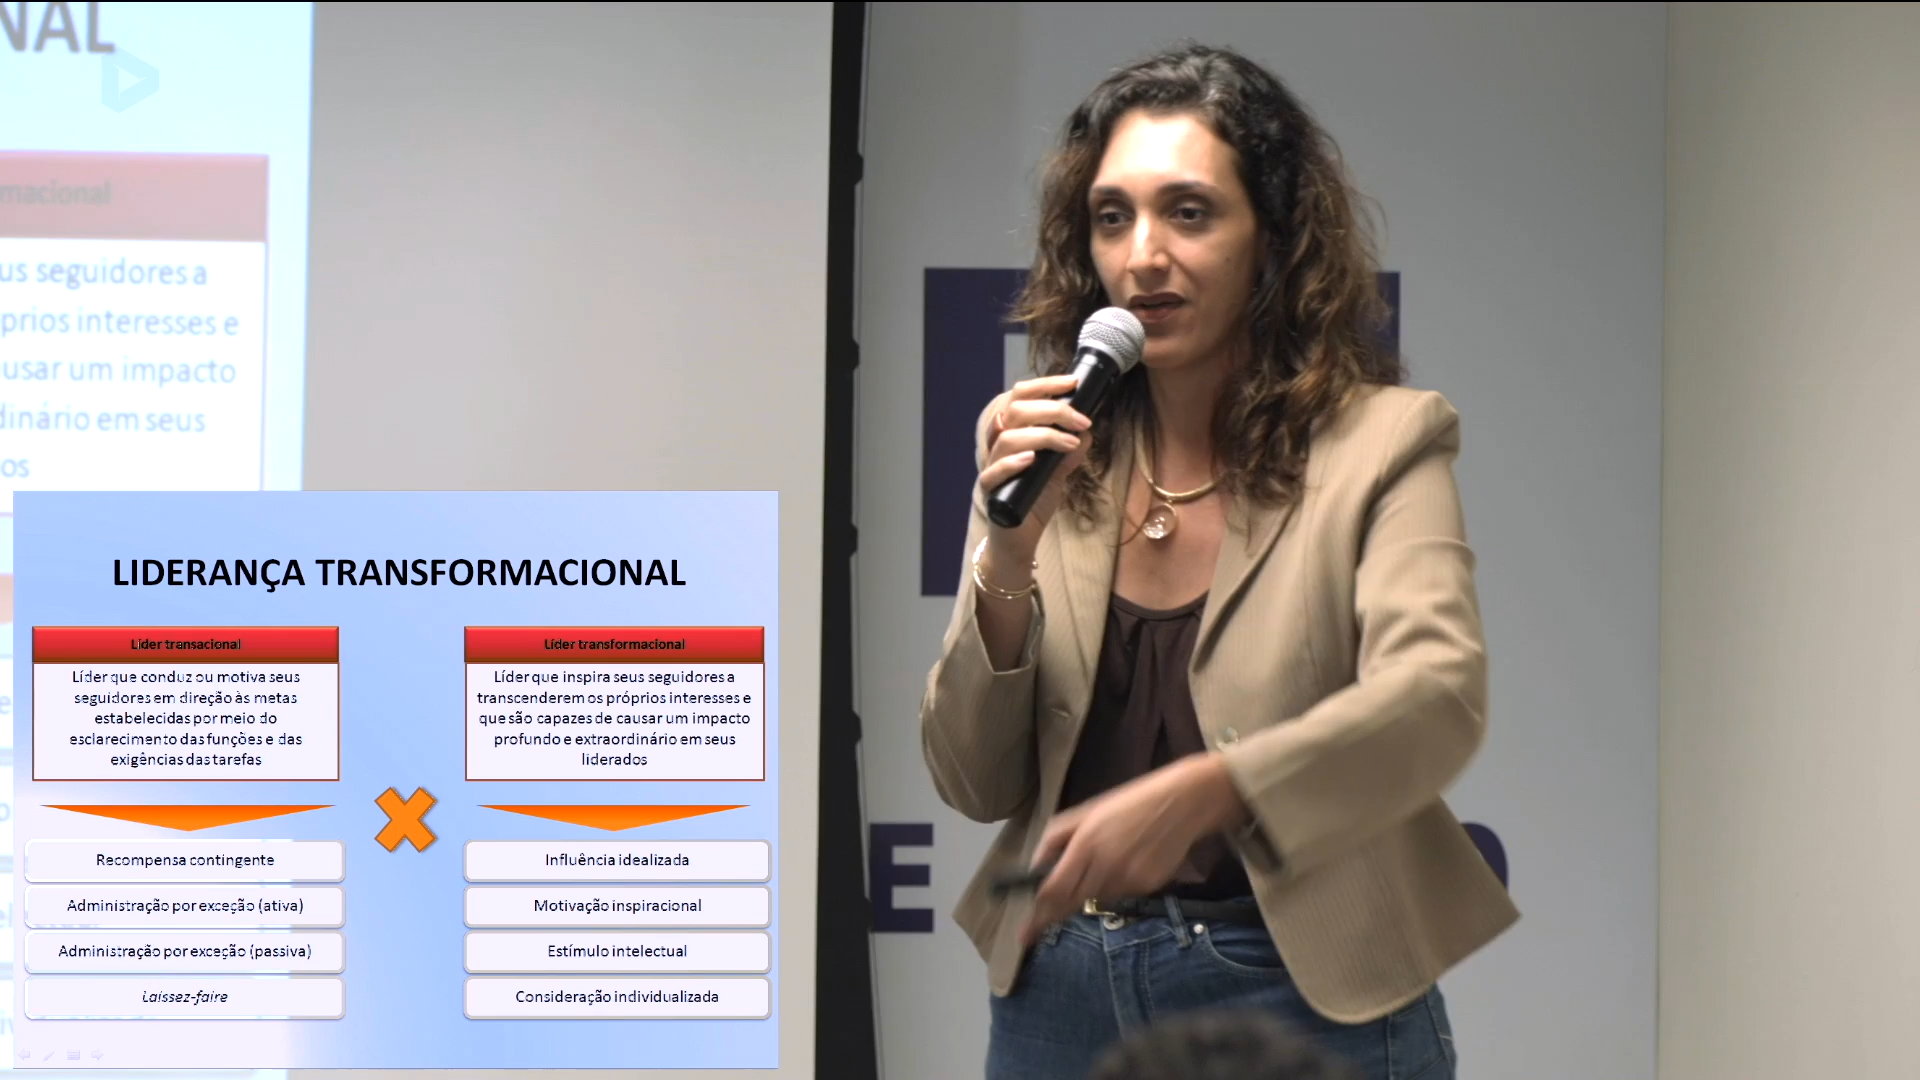 NAL
macional
us seguidores a
prios interesses e
usar um impacto
dinário em seus
os
LIDERANÇA TRANSFORMACIONAL
Líder transacional
Líder que conduz ou motiva seus
seguidores em direção às metas
estabelecidas por meio do
esclarecimento das funções e das
exigências das tarefas
Recompensa contingente
Administração por exceção (ativa)
Administração por exceção (passiva)
Laissez-faire
Líder transformacional
Líder que inspira seus seguidores a
transcenderem os próprios interesses e
que são capazes de causar um impacto
profundo e extraordinário em seus
liderados
Influência idealizada
Motivação inspiracional
Estímulo intelectual
Consideração individualizada
E